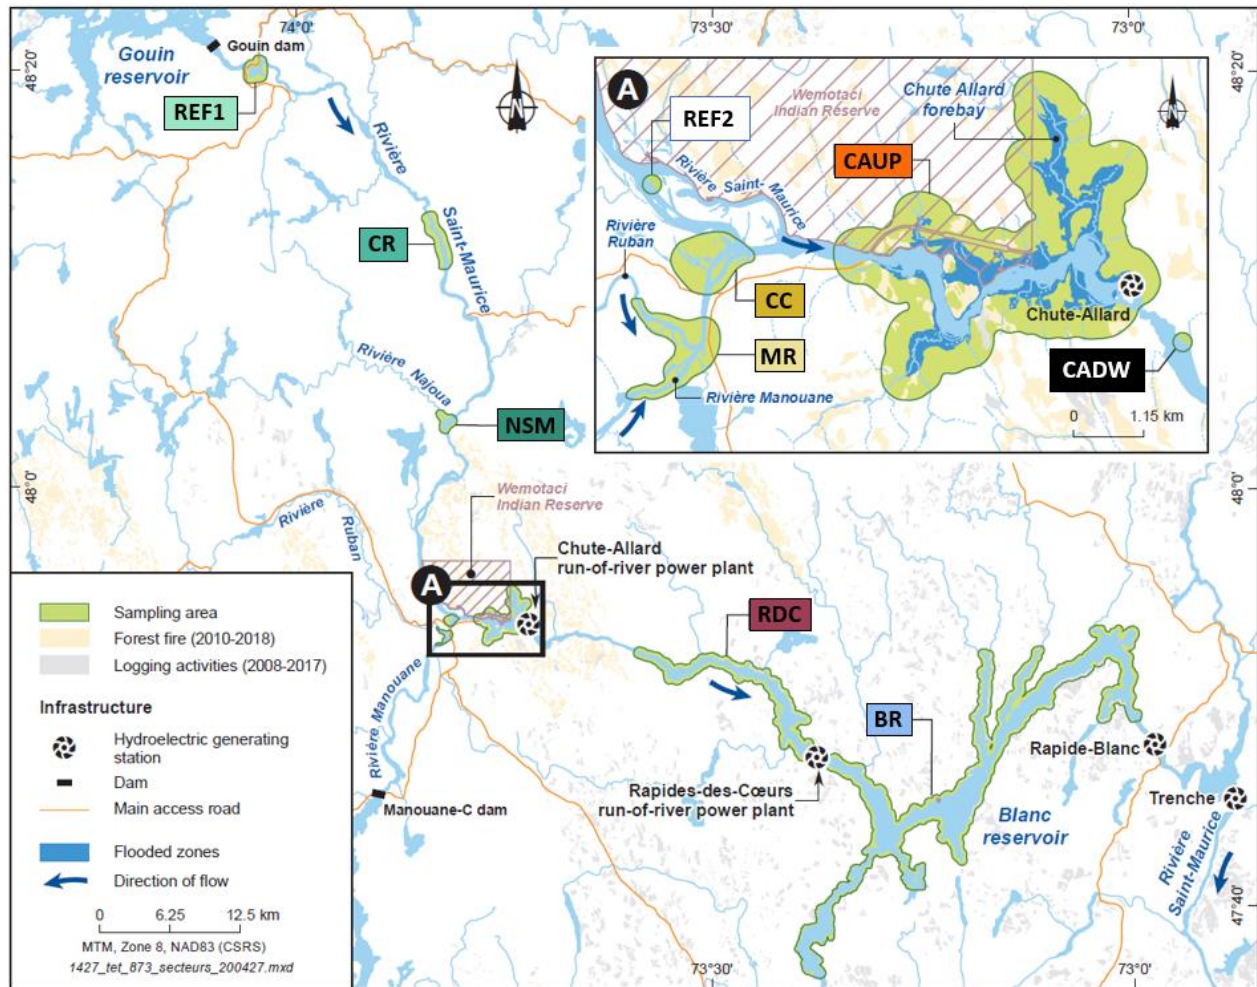 74°0'
73°30'
73°0'
48°20'
48°20'
Gouin
reservoir
Gouin dam
REF1
N
Rivière
Saint-Maurice
CR
Rivière Najoua
NSM
48°0'
48°0'
A
Wemotaci
Indian Reserve
Chute Allard
forebay
N
REF2
CAUP
Rivière Saint-Maurice
Rivière
Ruban
CC
MR
Rivière Manouane
Chute-Allard
CADW
0 1.15 km
Wemotaci
Indian Reserve
Rivière Ruban
A
Chute-Allard
run-of-river power plant
RDC
BR
Rivière Manouane
Manouane-C dam
Rapides-des-Cœurs
run-of-river power plant
Blanc
reservoir
Rapide-Blanc
Trenche
Rivière
Saint-Maurice
47°40'
Sampling area
Forest fire (2010-2018)
Logging activities (2008-2017)
Infrastructure
Hydroelectric generating
station
Dam
Main access road
Flooded zones
Direction of flow
0 6.25 12.5 km
MTM, Zone 8, NAD83 (CSRS)
1427_tet_873_secteurs_200427.mxd
73°30'
73°0'